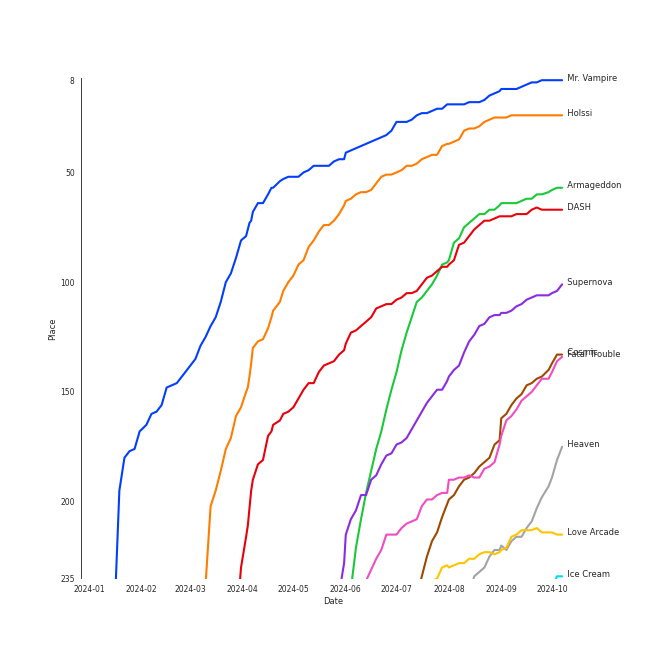 8
50
100
150
200
235
Place
Mr. Vampire
Holssi
Armageddon
DASH
Supernova
Cosmic
Fatal Trouble
Heaven
Love Arcade
Ice Cream
2024-01 2024-02 2024-03 2024-04 2024-05 2024-06 2024-07 2024-08 2024-09 2024-10
Date